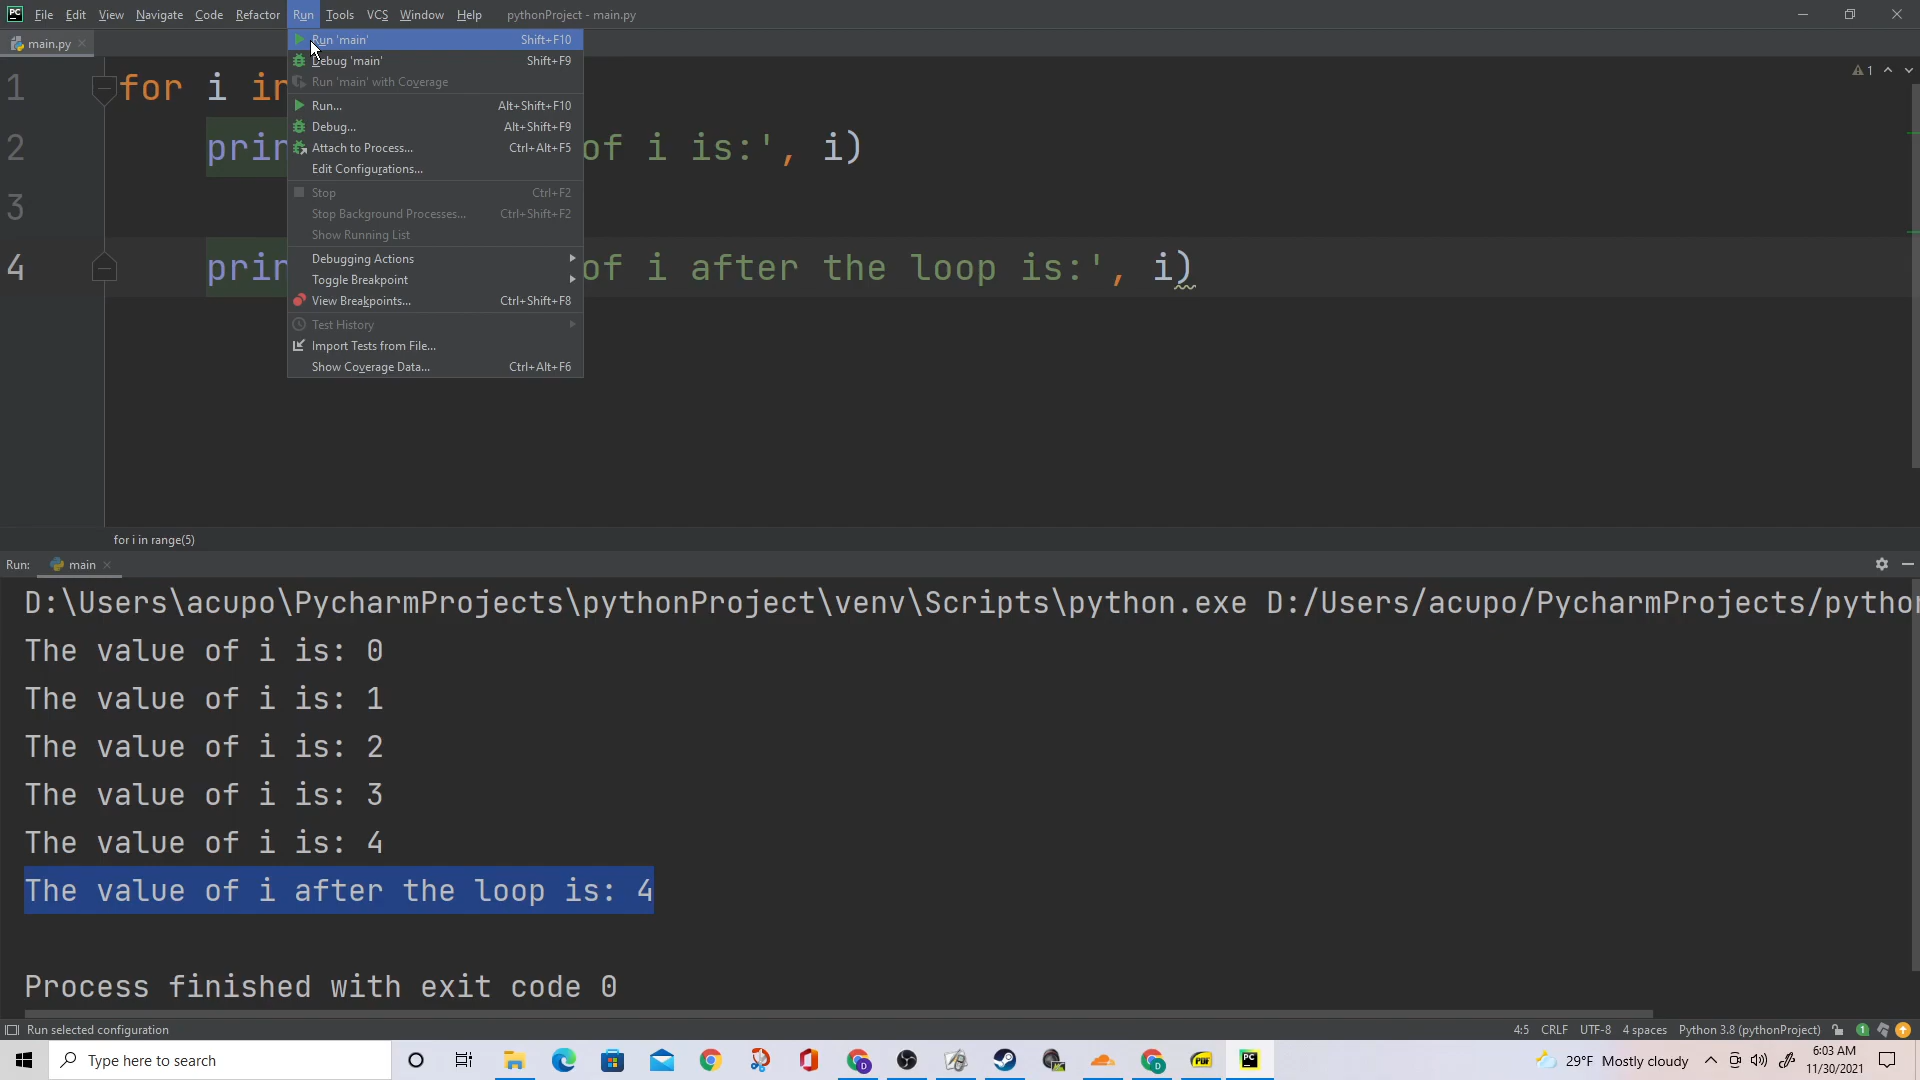 PC File Edit View Navigate Code Refactor Run Tools VCS Window Help pythonProject - main.py
main.py
Run 'main' Shift+F10
Debug 'main' Shift+F9
Run 'main' with Coverage
Run... Alt+Shift+F10
Debug... Alt+Shift+F9
Attach to Process... Ctrl+Alt+F5
Edit Configurations...
Stop Ctrl+F2
Stop Background Processes... Ctrl+Shift+F2
Show Running List
Debugging Actions
Toggle Breakpoint
View Breakpoints... Ctrl+Shift+F8
Test History
Import Tests from File...
Show Coverage Data... Ctrl+Alt+F6
1 for i in
2 prin of i is:', i)
3
4 prin of i after the loop is:', i)
1
for i in range(5)
Run: main
D:\Users\acupo\PycharmProjects\pythonProject\venv\Scripts\python.exe D:/Users/acupo/PycharmProjects/pytho
The value of i is: 0
The value of i is: 1
The value of i is: 2
The value of i is: 3
The value of i is: 4
The value of i after the loop is: 4
Process finished with exit code 0
Run selected configuration 4:5 CRLF UTF-8 4 spaces Python 3.8 (pythonProject) 1
Type here to search D D PDF PC 29°F Mostly cloudy 6:03 AM
11/30/2021